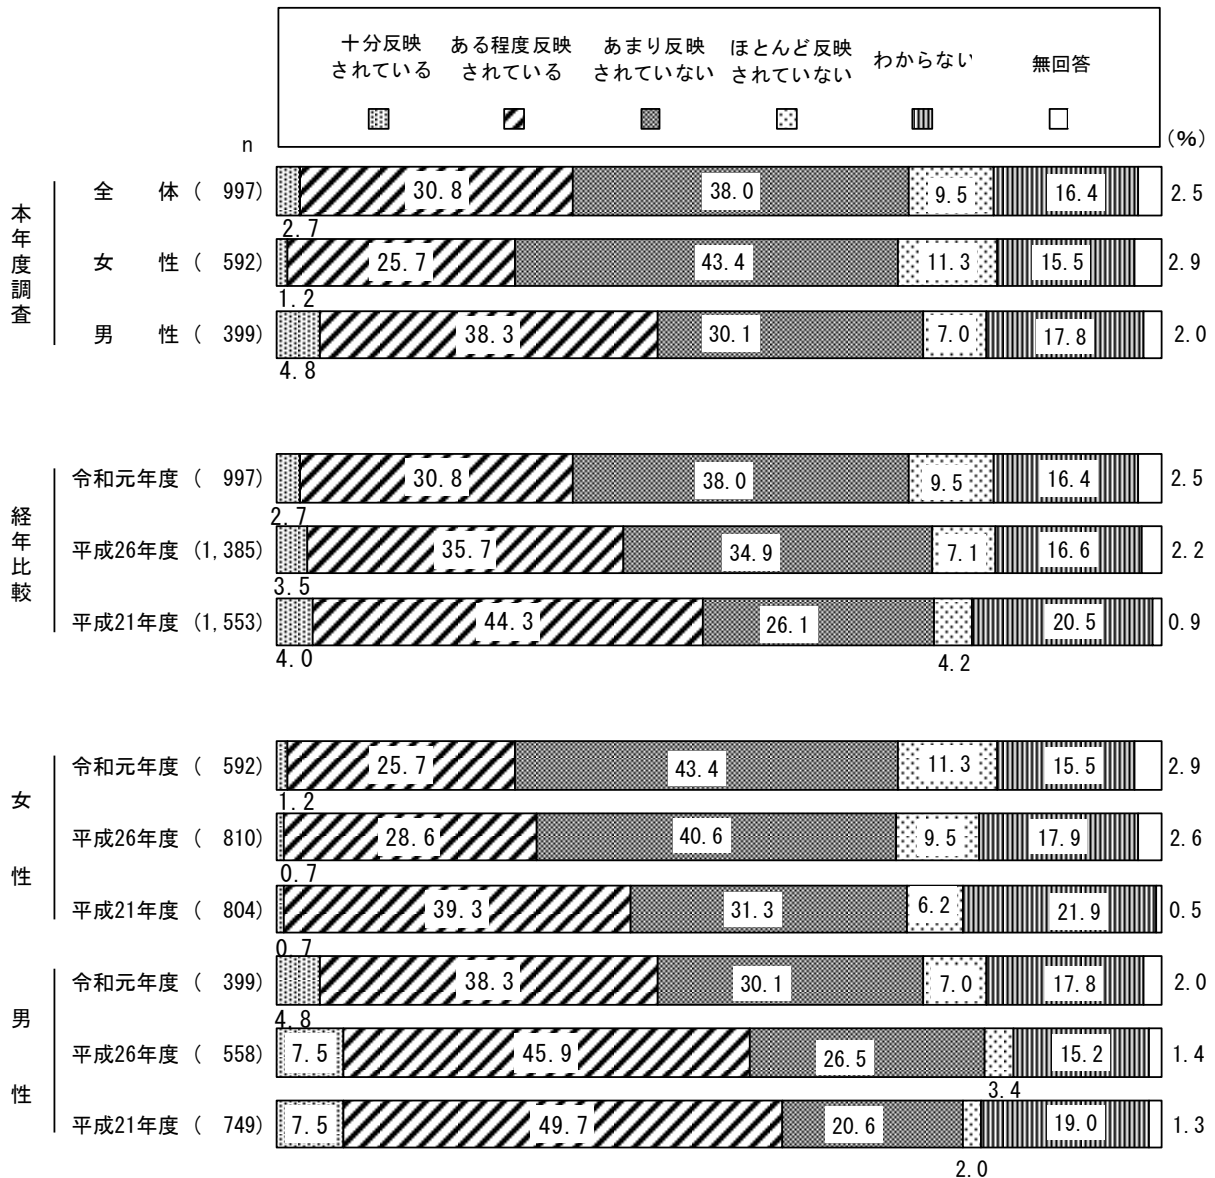 十分反映 ある程度反映 あまり反映 ほとんど反映 わからない 無回答
されている されている されていない されていない
n (%)
本年度調査
全 体 ( 997) 30.8 38.0 9.5 16.4 2.5
2.7
女 性 ( 592) 25.7 43.4 11.3 15.5 2.9
1.2
男 性 ( 399) 38.3 30.1 7.0 17.8 2.0
4.8
経年比較
令和元年度 ( 997) 30.8 38.0 9.5 16.4 2.5
2.7
平成26年度 (1,385) 35.7 34.9 7.1 16.6 2.2
3.5
平成21年度 (1,553) 44.3 26.1 20.5 0.9
4.0 4.2
女性
令和元年度 ( 592) 25.7 43.4 11.3 15.5 2.9
1.2
平成26年度 ( 810) 28.6 40.6 9.5 17.9 2.6
0.7
平成21年度 ( 804) 39.3 31.3 6.2 21.9 0.5
0.7
男性
令和元年度 ( 399) 38.3 30.1 7.0 17.8 2.0
4.8
平成26年度 ( 558) 7.5 45.9 26.5 15.2 1.4
3.4
平成21年度 ( 749) 7.5 49.7 20.6 19.0 1.3
2.0